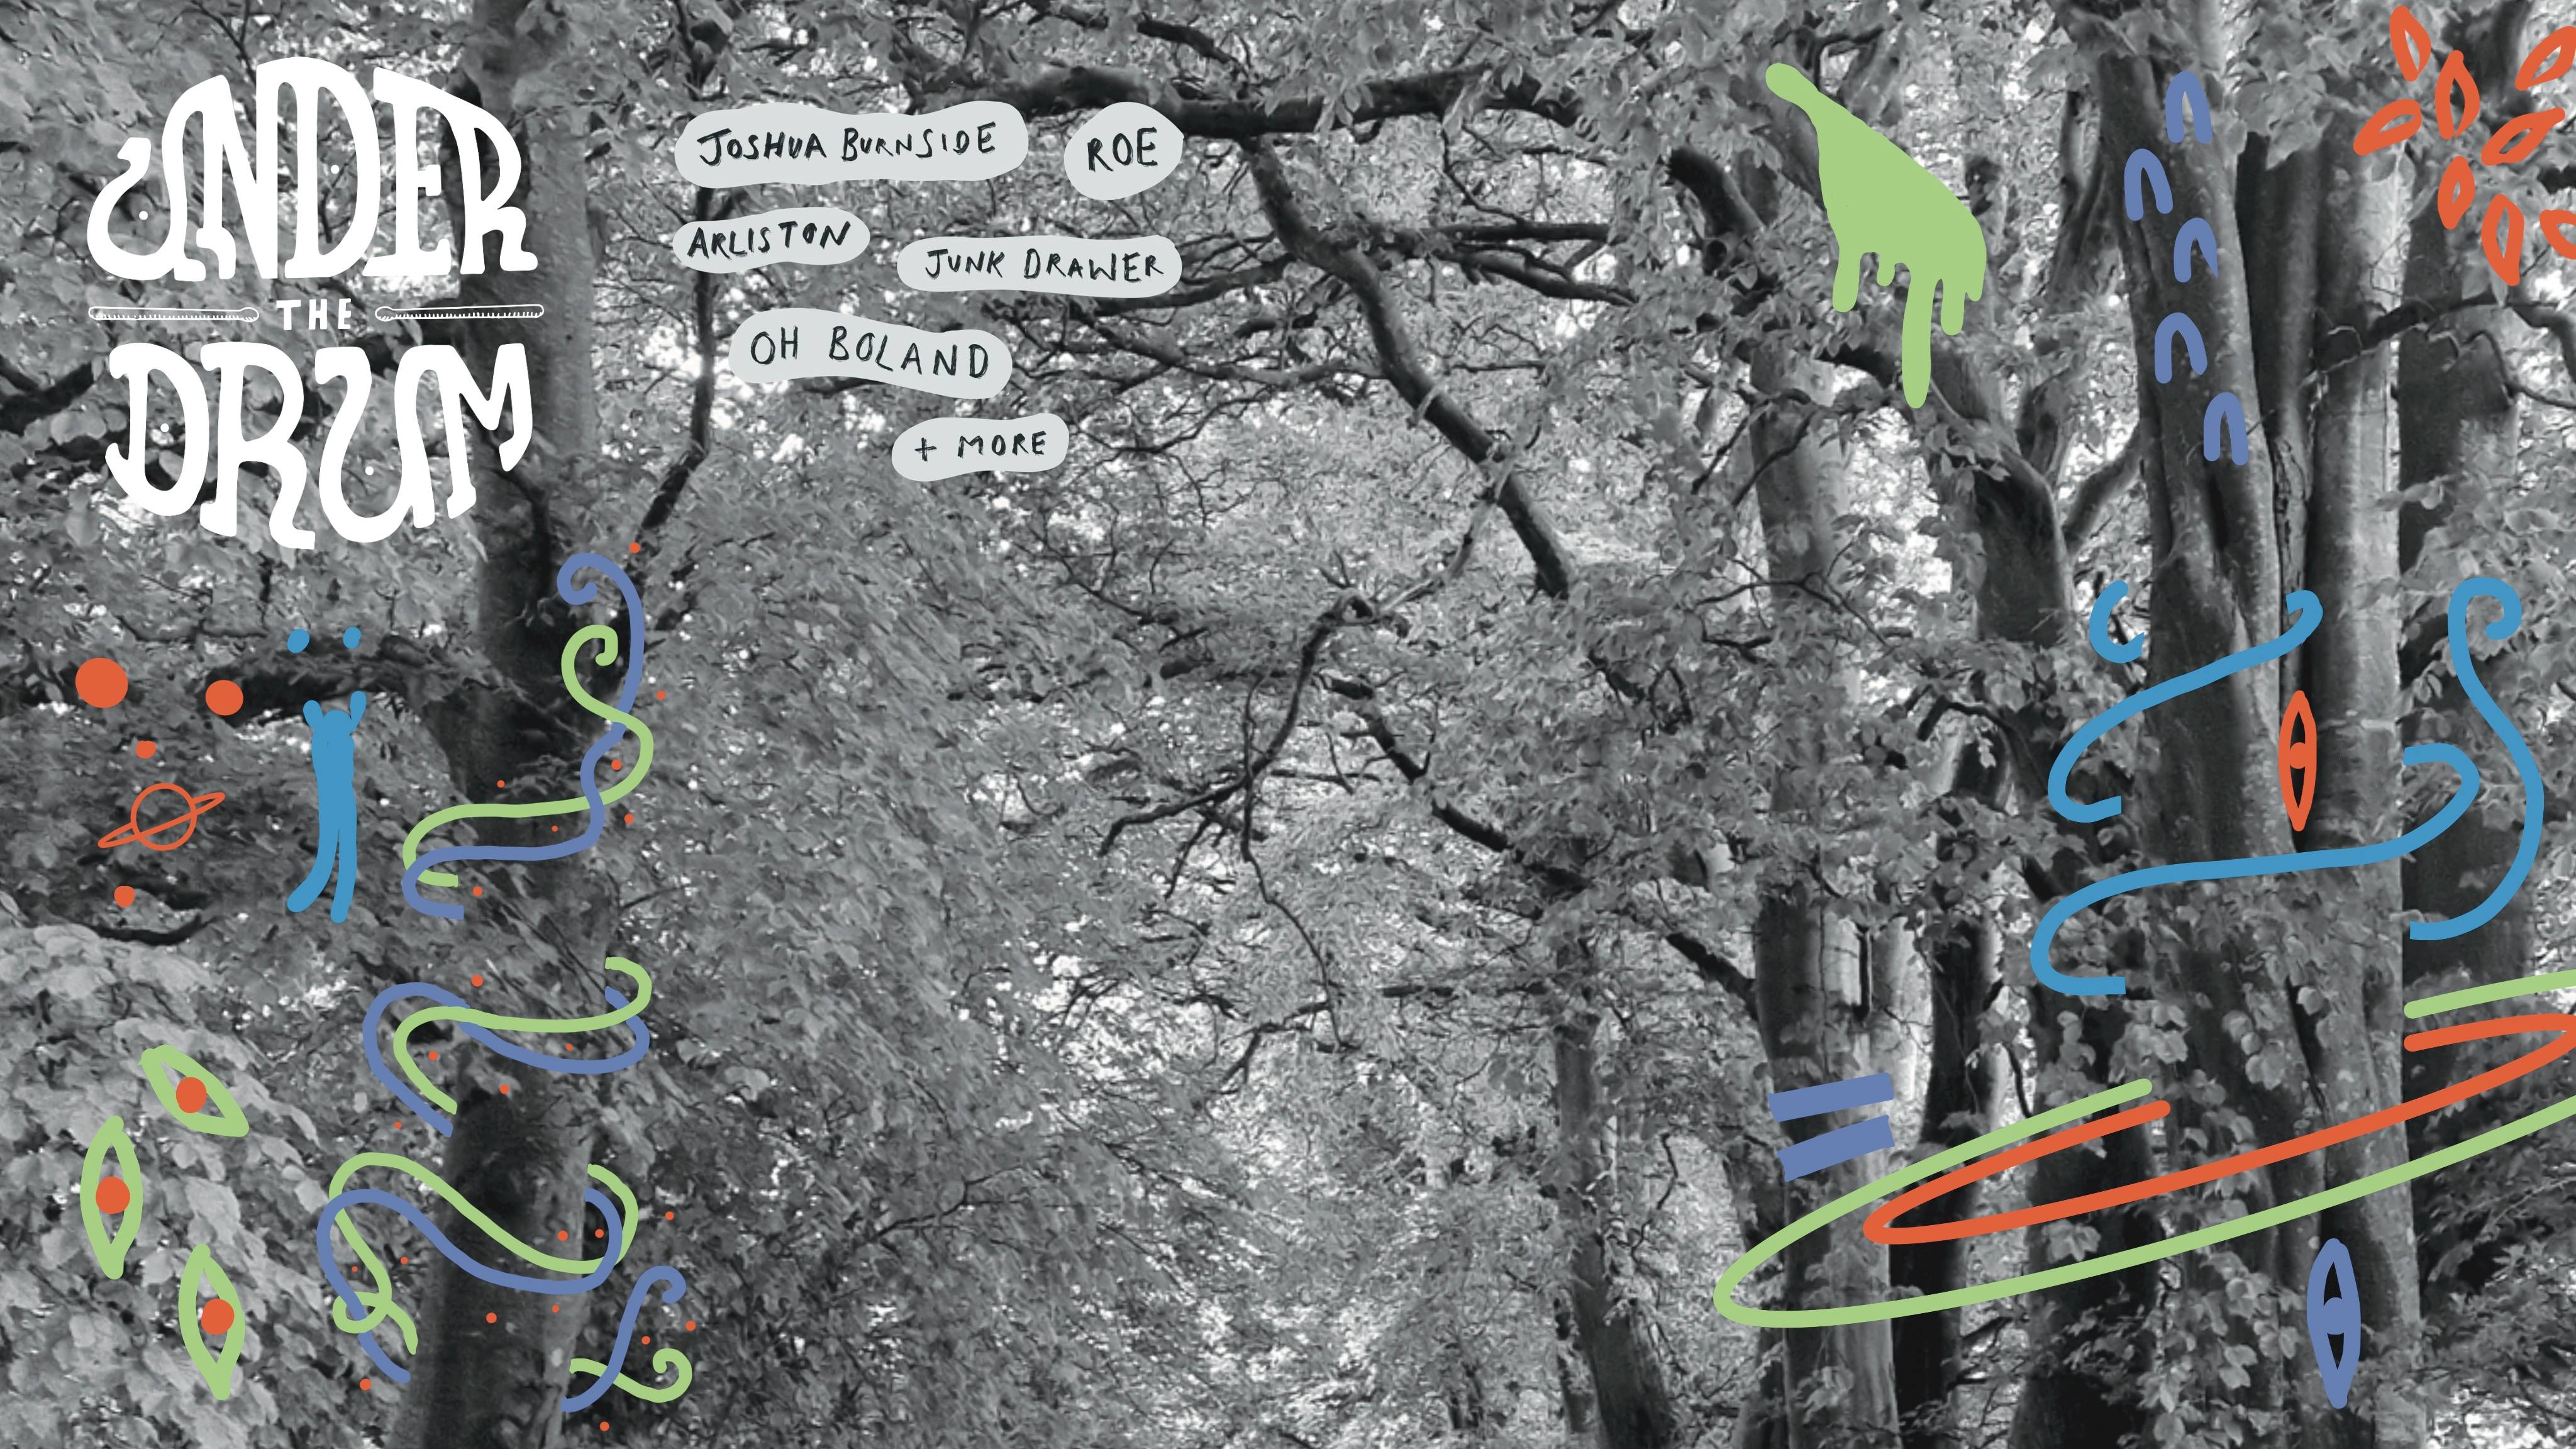 UNDER
THE
DRUM
JOSHUA BURNSIDE
ROE
ARLISTON
JUNK DRAWER
OH BOLAND
+ MORE